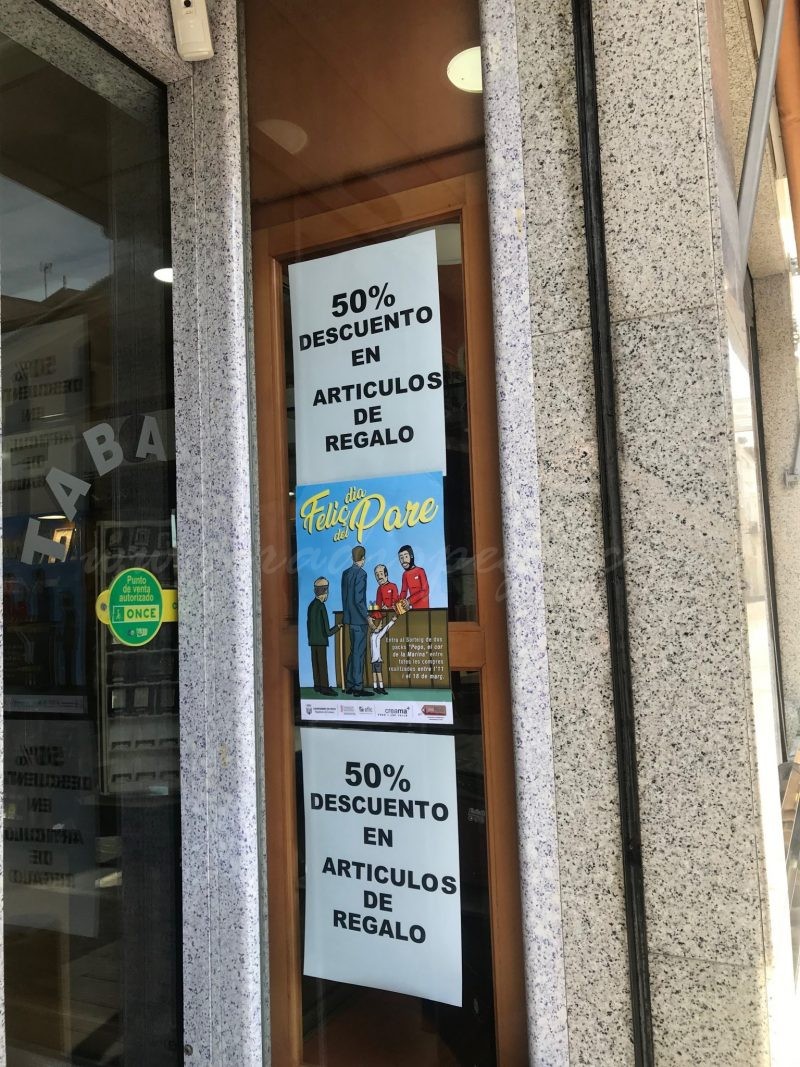 50%
DESCUENTO
EN
ARTICULOS
DE
REGALO
Feliç dia
del Pare
Entra al Sorteig de dos
packs "Pego, el cor
de la Marina" entre
totes les compres
realitzades entre l'11
i el 18 de març.
creama
50%
DESCUENTO
EN
ARTICULOS
DE
REGALO
TABA
Punto de
de venta
autorizado
ONCE